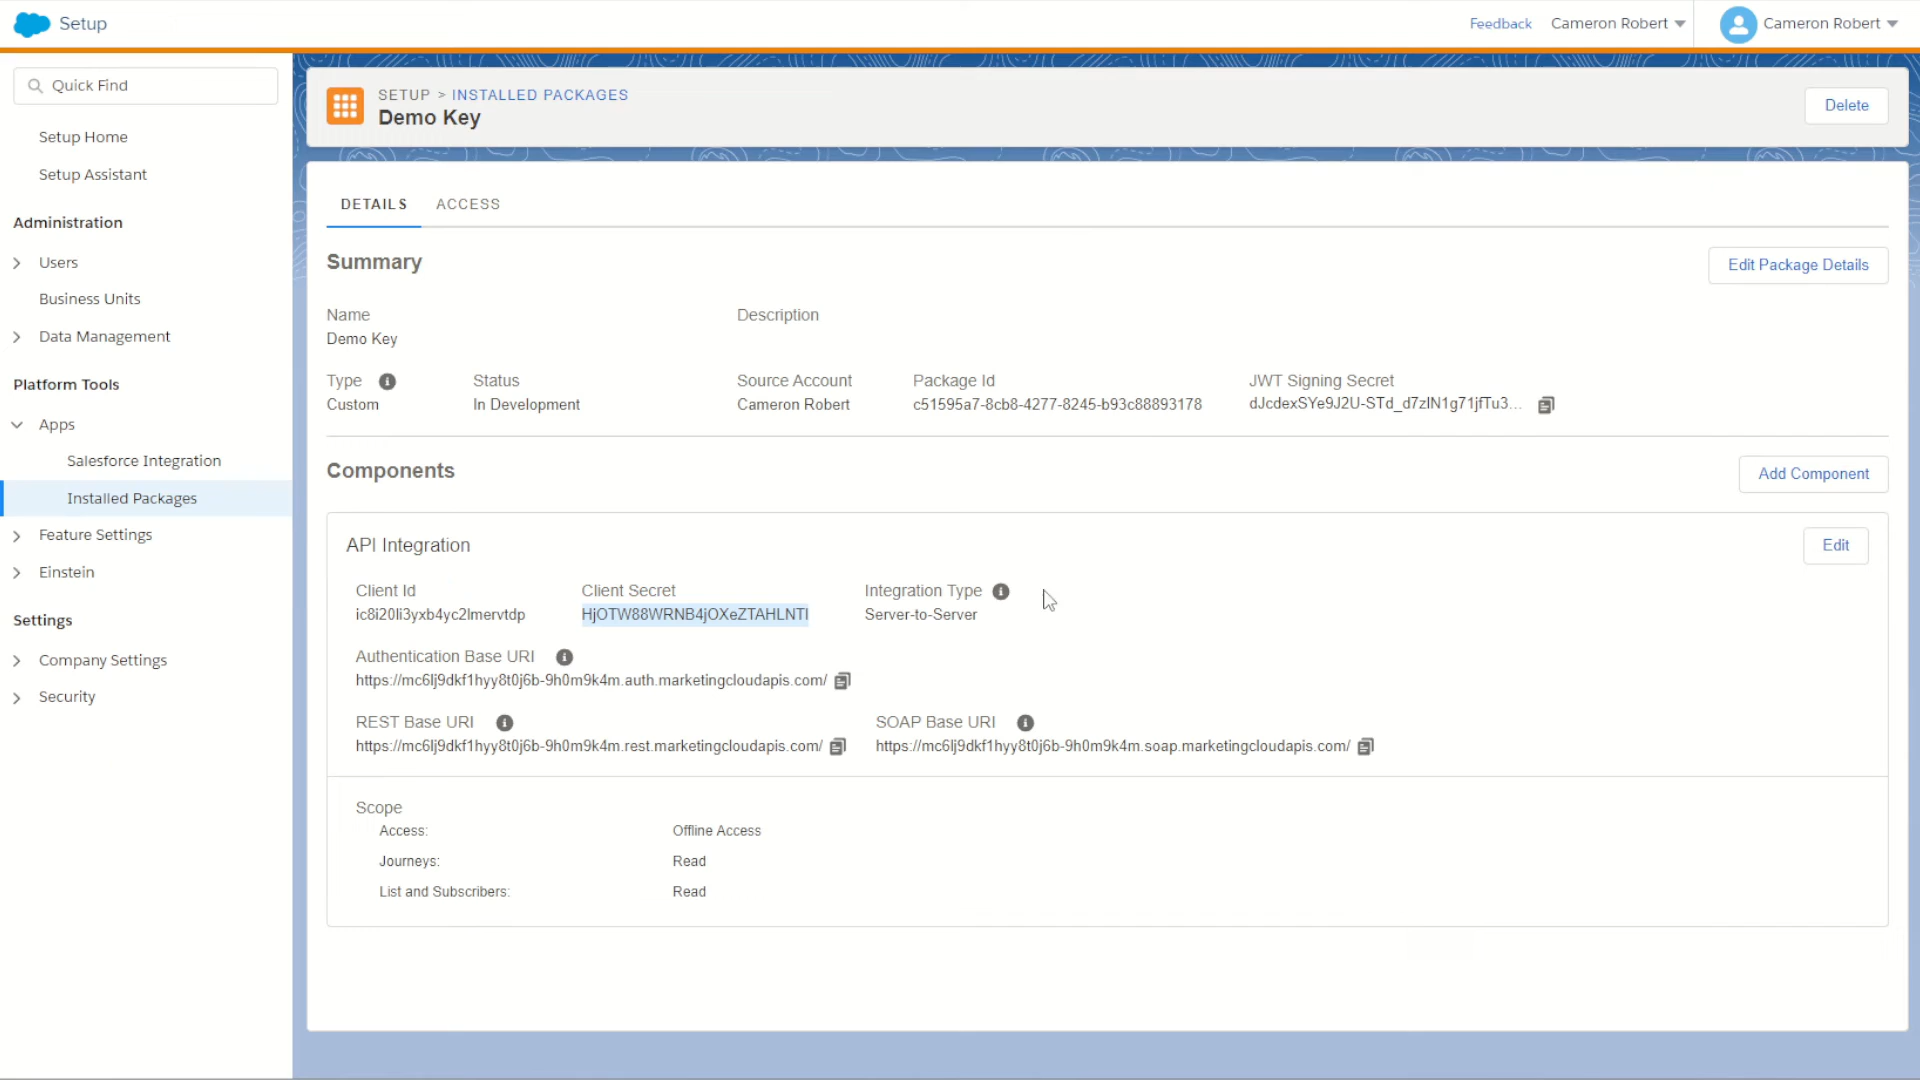 Setup
Feedback
Cameron Robert
Cameron Robert
Quick Find
Setup Home
Setup Assistant
Administration
Users
Business Units
Data Management
Platform Tools
Apps
Salesforce Integration
Installed Packages
Feature Settings
Einstein
Settings
Company Settings
Security
SETUP > INSTALLED PACKAGES
Demo Key
Delete
DETAILS ACCESS
Summary
Edit Package Details
Name Description
Demo Key
Type Status Source Account Package Id JWT Signing Secret
Custom In Development Cameron Robert c51595a7-8cb8-4277-8245-b93c88893178 dJcdexSYe9J2U-STd_d7zlN1g71jfTu3...
Components
Add Component
API Integration
Edit
Client Id Client Secret Integration Type
ic8i20li3yxb4yc2lmervtdp HjOTW88WRNB4jOXeZTAHLNTI Server-to-Server
Authentication Base URI
https://mc6lj9dkf1hyy8t0j6b-9h0m9k4m.auth.marketingcloudapis.com/
REST Base URI SOAP Base URI
https://mc6lj9dkf1hyy8t0j6b-9h0m9k4m.rest.marketingcloudapis.com/ https://mc6lj9dkf1hyy8t0j6b-9h0m9k4m.soap.marketingcloudapis.com/
Scope
Access: Offline Access
Journeys: Read
List and Subscribers: Read